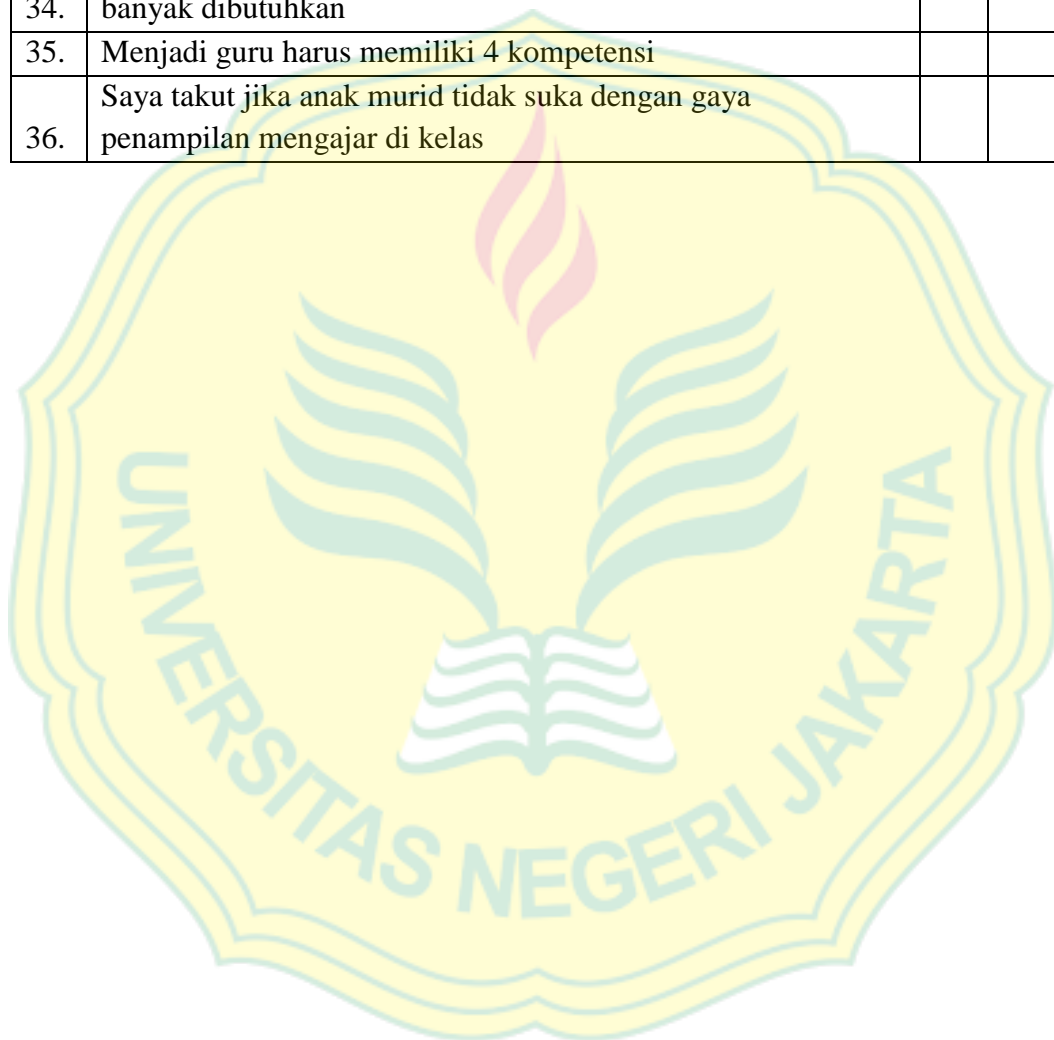 34. banyak dibutuhkan
35. Menjadi guru harus memiliki 4 kompetensi
Saya takut jika anak murid tidak suka dengan gaya
36. penampilan mengajar di kelas
UNIVERSITAS NEGERI JAKARTA